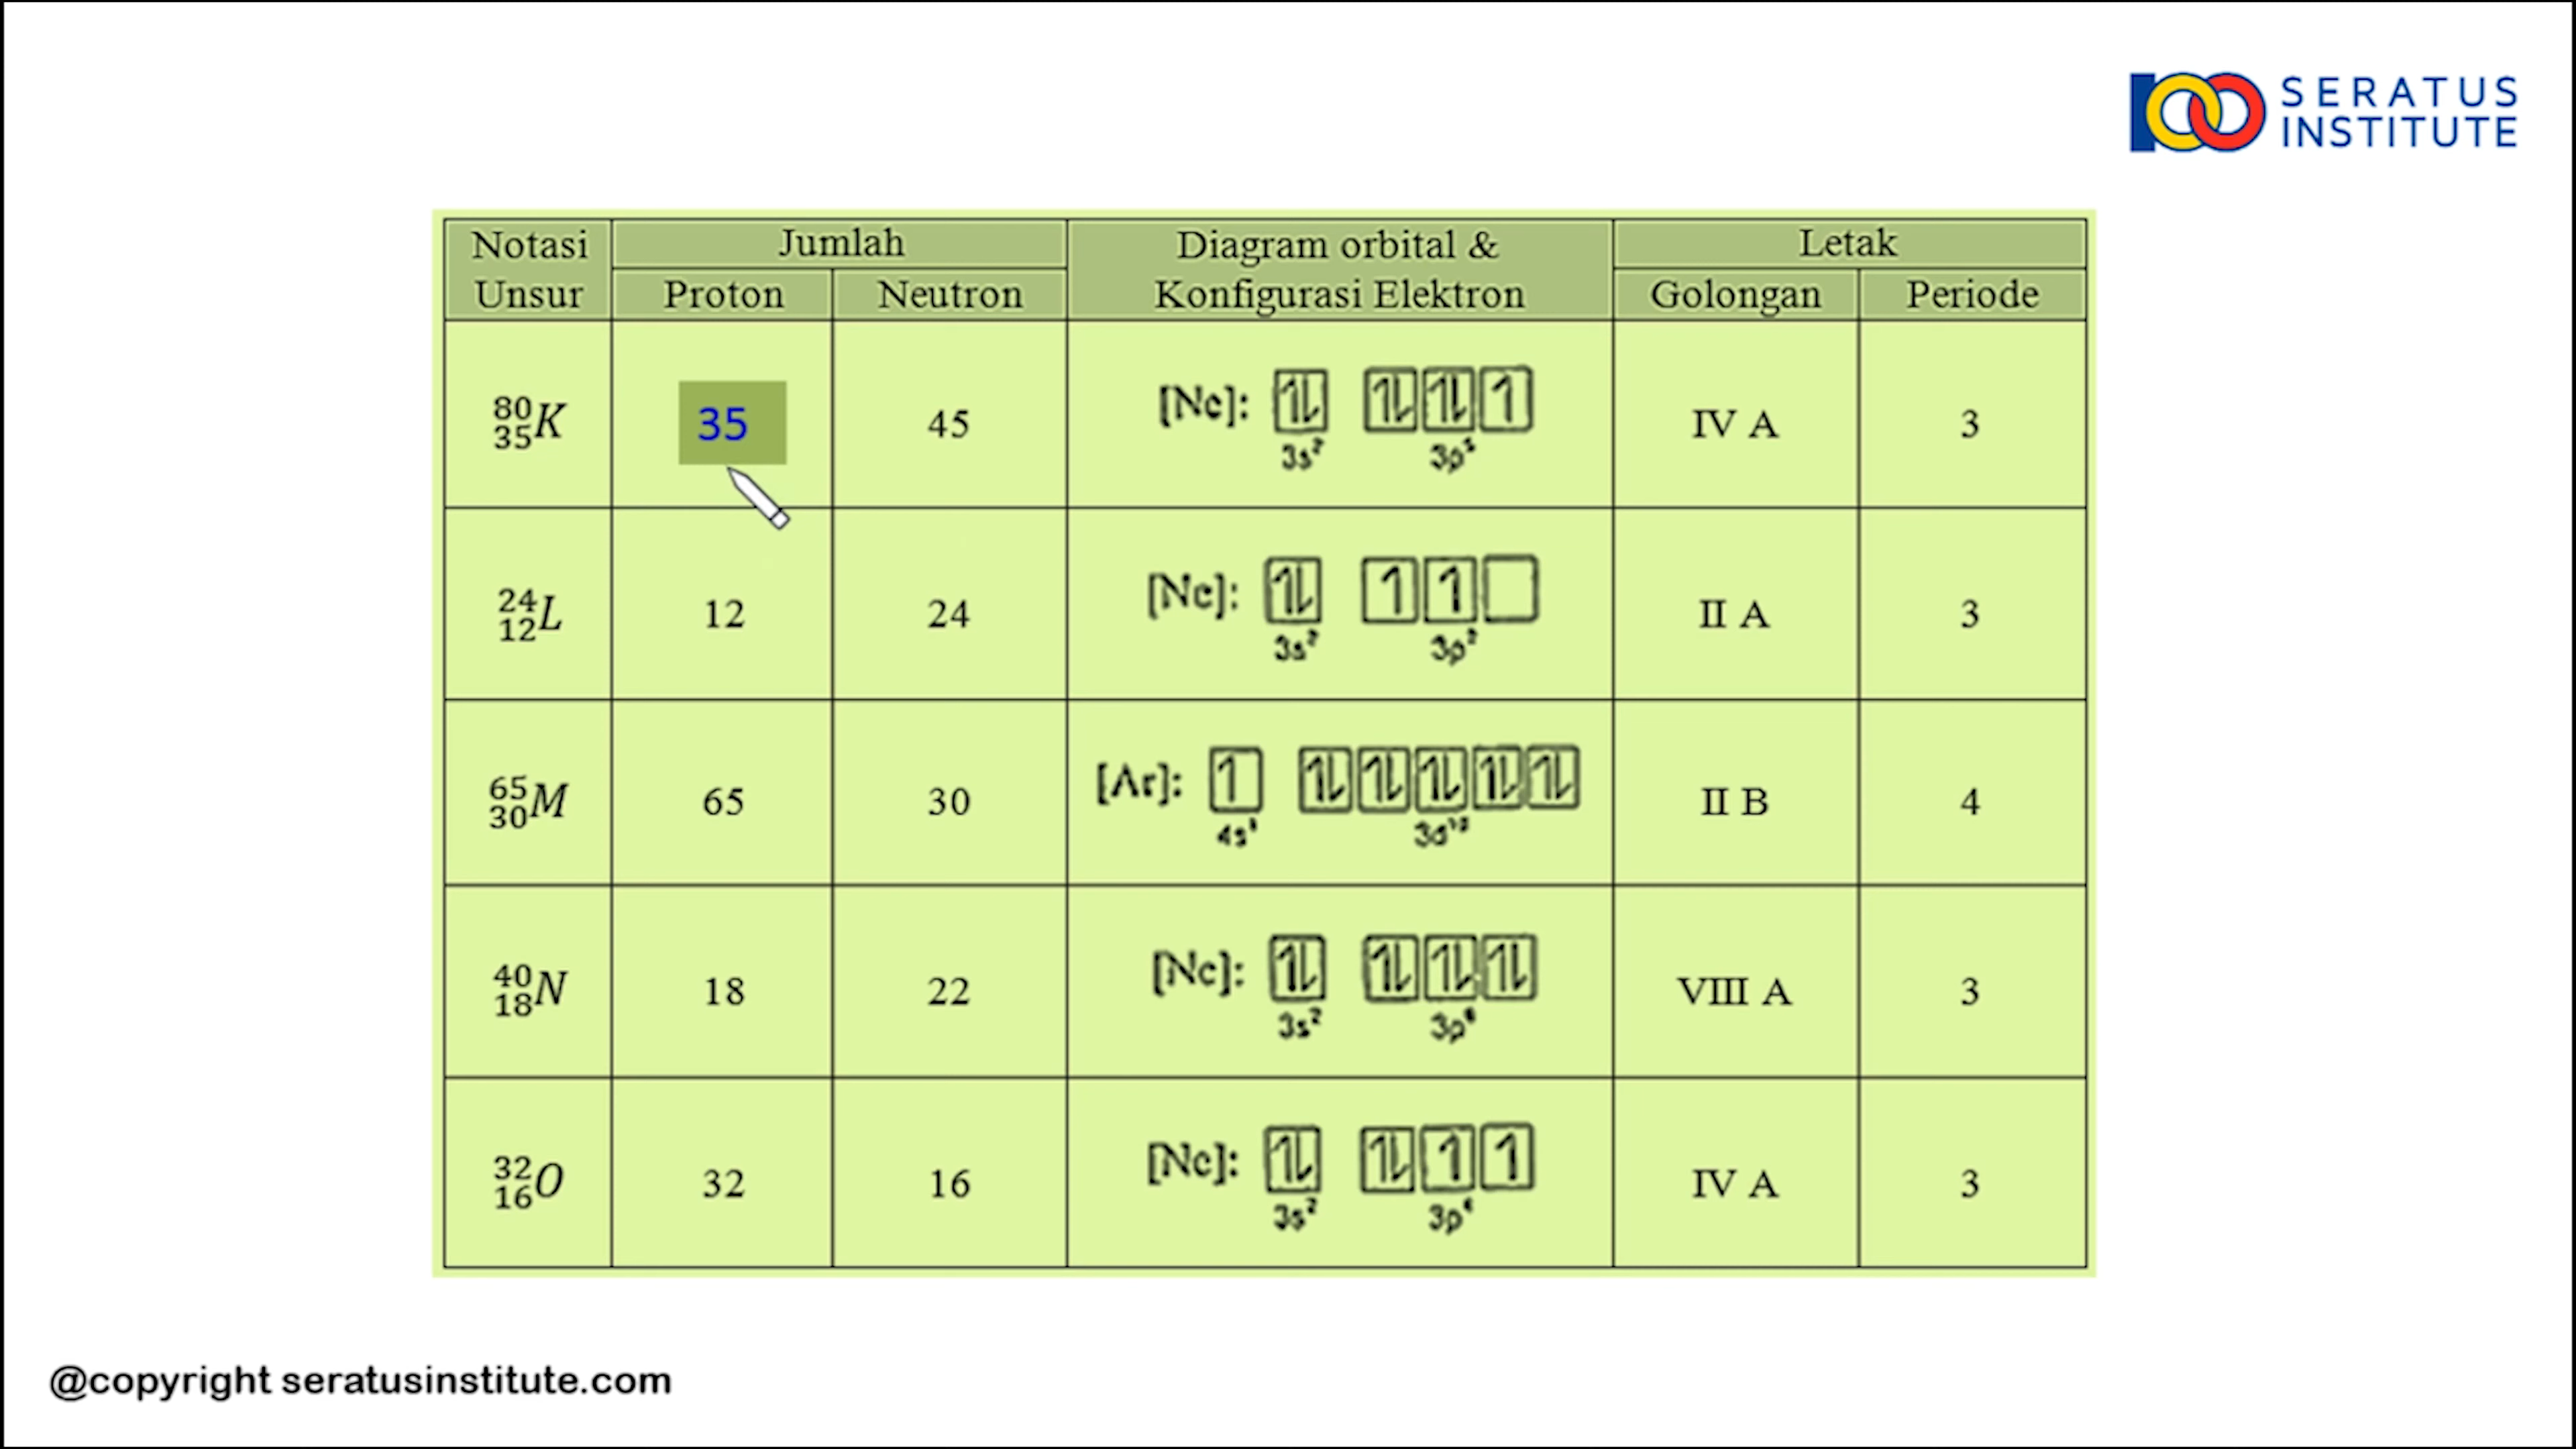 SERATUS
INSTITUTE
Notasi Unsur | Jumlah | Diagram orbital & Konfigurasi Elektron | Letak
Proton | Neutron | Golongan | Periode
80 35 K | 35 | 45 | [Ne]: 3s² 3p⁵ | IV A | 3
24 12 L | 12 | 24 | [Ne]: 3s² 3p² | II A | 3
65 30 M | 65 | 30 | [Ar]: 4s¹ 3d¹⁰ | II B | 4
40 18 N | 18 | 22 | [Ne]: 3s² 3p⁶ | VIII A | 3
32 16 O | 32 | 16 | [Ne]: 3s² 3p⁴ | IV A | 3
@copyright seratusinstitute.com